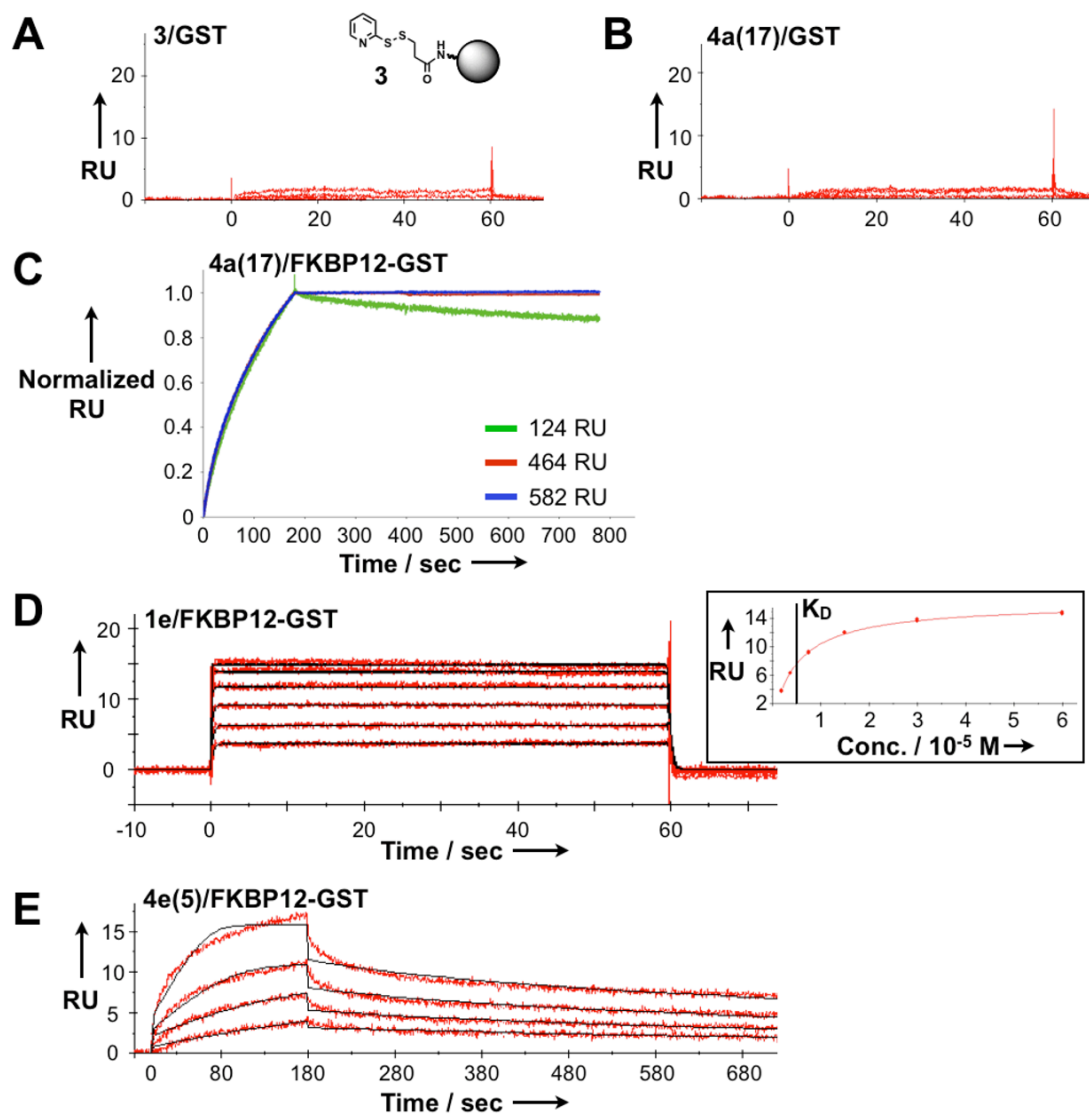 A
3/GST
20
10
0
RU
0
20
40
60
N
S
S
O
H
N
3
B
4a(17)/GST
20
10
0
RU
0
20
40
60
C
4a(17)/FKBP12-GST
1.0
0.8
0.6
0.4
0.2
0
Normalized
RU
124 RU
464 RU
582 RU
0 100 200 300 400 500 600 700 800
Time / sec
D
1e/FKBP12-GST
20
10
0
RU
-10 0 20 40 60
Time / sec
KD
14
10
6
2
RU
1 2 3 4 5 6
Conc. / 10⁻⁵ M
E
4e(5)/FKBP12-GST
15
10
5
0
RU
0 80 180 280 380 480 580 680
Time / sec